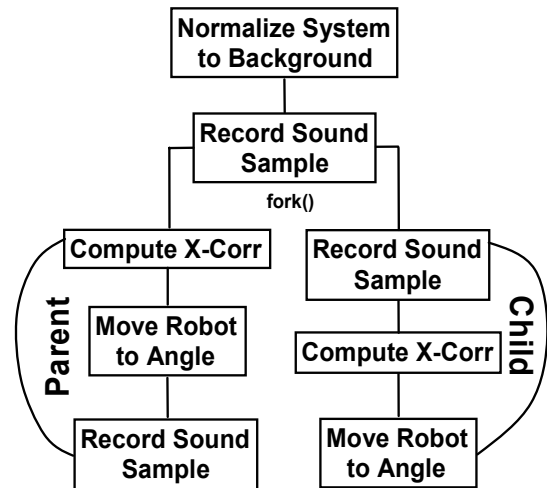 Normalize System
to Background
Record Sound
Sample
fork()
Compute X-Corr
Move Robot
to Angle
Record Sound
Sample
Parent
Record Sound
Sample
Compute X-Corr
Move Robot
to Angle
Child